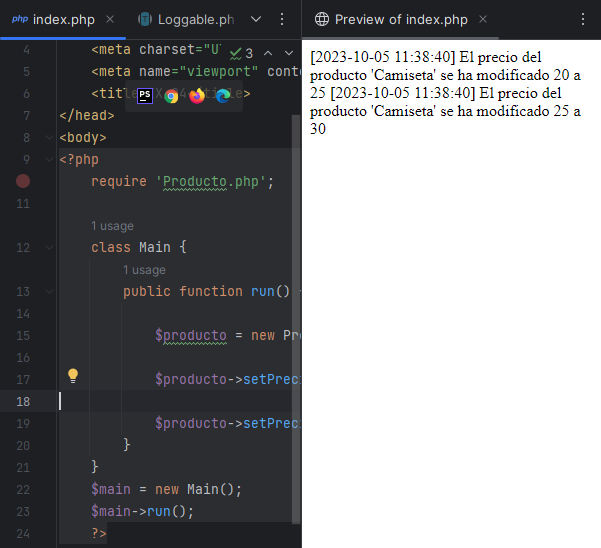 php index.php
Loggable.ph
Preview of index.php
4 <meta charset="U
3
5 <meta name="viewport" conte
6 <title
PS
7 </head>
8 <body>
9 <?php
require 'Producto.php';
11
1 usage
12 class Main {
1 usage
13 public function run()
14
15 $producto = new Pr
16
17 $producto->setPrec
18
19 $producto->setPrec
20 }
21 }
22 $main = new Main();
23 $main->run();
24 ?>
[2023-10-05 11:38:40] El precio del
producto 'Camiseta' se ha modificado 20 a
25 [2023-10-05 11:38:40] El precio del
producto 'Camiseta' se ha modificado 25 a
30